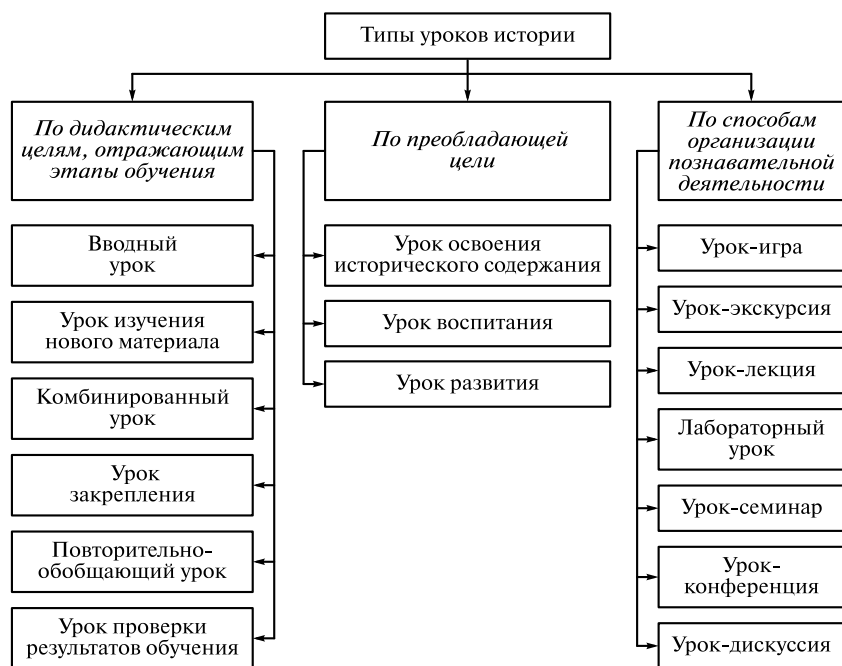 Типы уроков истории
По дидактическим
целям, отражающим
этапы обучения
Вводный
урок
Урок изучения
нового материала
Комбинированный
урок
Урок
закрепления
Повторительно-
обобщающий урок
Урок проверки
результатов обучения
По преобладающей
цели
Урок освоения
исторического содержания
Урок воспитания
Урок развития
По способам
организации
познавательной
деятельности
Урок-игра
Урок-экскурсия
Урок-лекция
Лабораторный
урок
Урок-семинар
Урок-
конференция
Урок-дискуссия